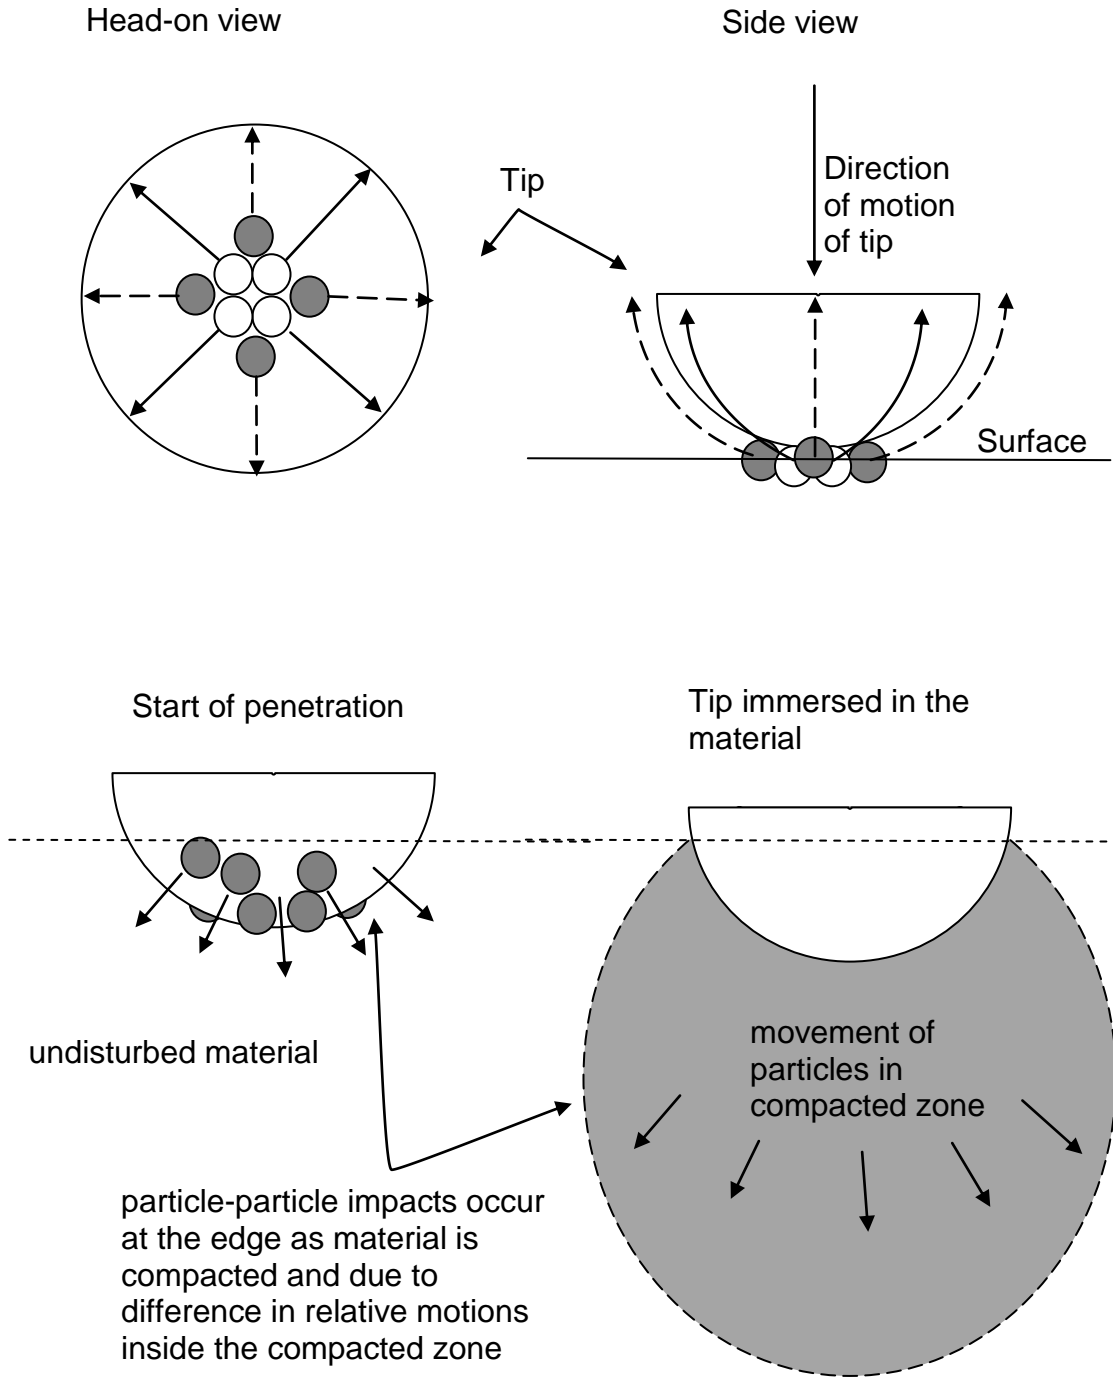 Head-on view
Side view
Tip
Direction
of motion
of tip
Surface
Start of penetration
Tip immersed in the
material
undisturbed material
movement of
particles in
compacted zone
particle-particle impacts occur
at the edge as material is
compacted and due to
difference in relative motions
inside the compacted zone